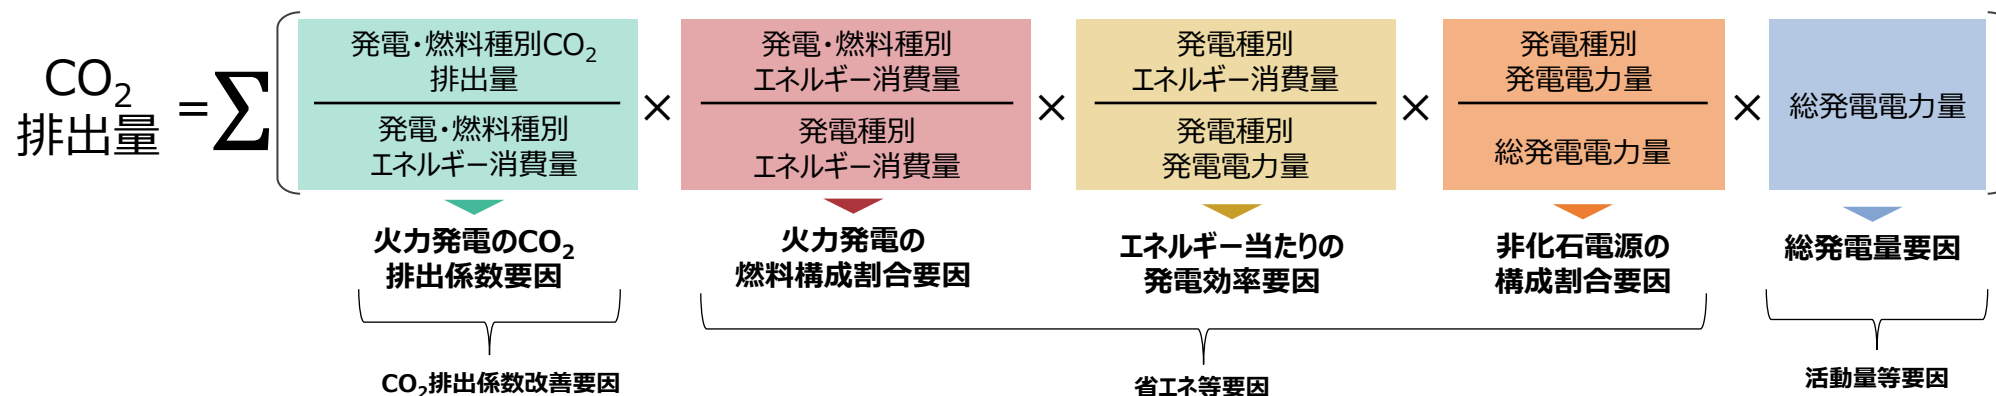 CO₂
排出量
=∑
発電・燃料種別CO₂
排出量
発電・燃料種別
エネルギー消費量
×
発電・燃料種別
エネルギー消費量
発電種別
エネルギー消費量
×
発電種別
エネルギー消費量
発電種別
発電電力量
×
発電種別
発電電力量
総発電電力量
×
総発電電力量
火力発電のCO₂
排出係数要因
火力発電の
燃料構成割合要因
エネルギー当たりの
発電効率要因
非化石電源の
構成割合要因
総発電量要因
CO₂排出係数改善要因
省エネ等要因
活動量等要因